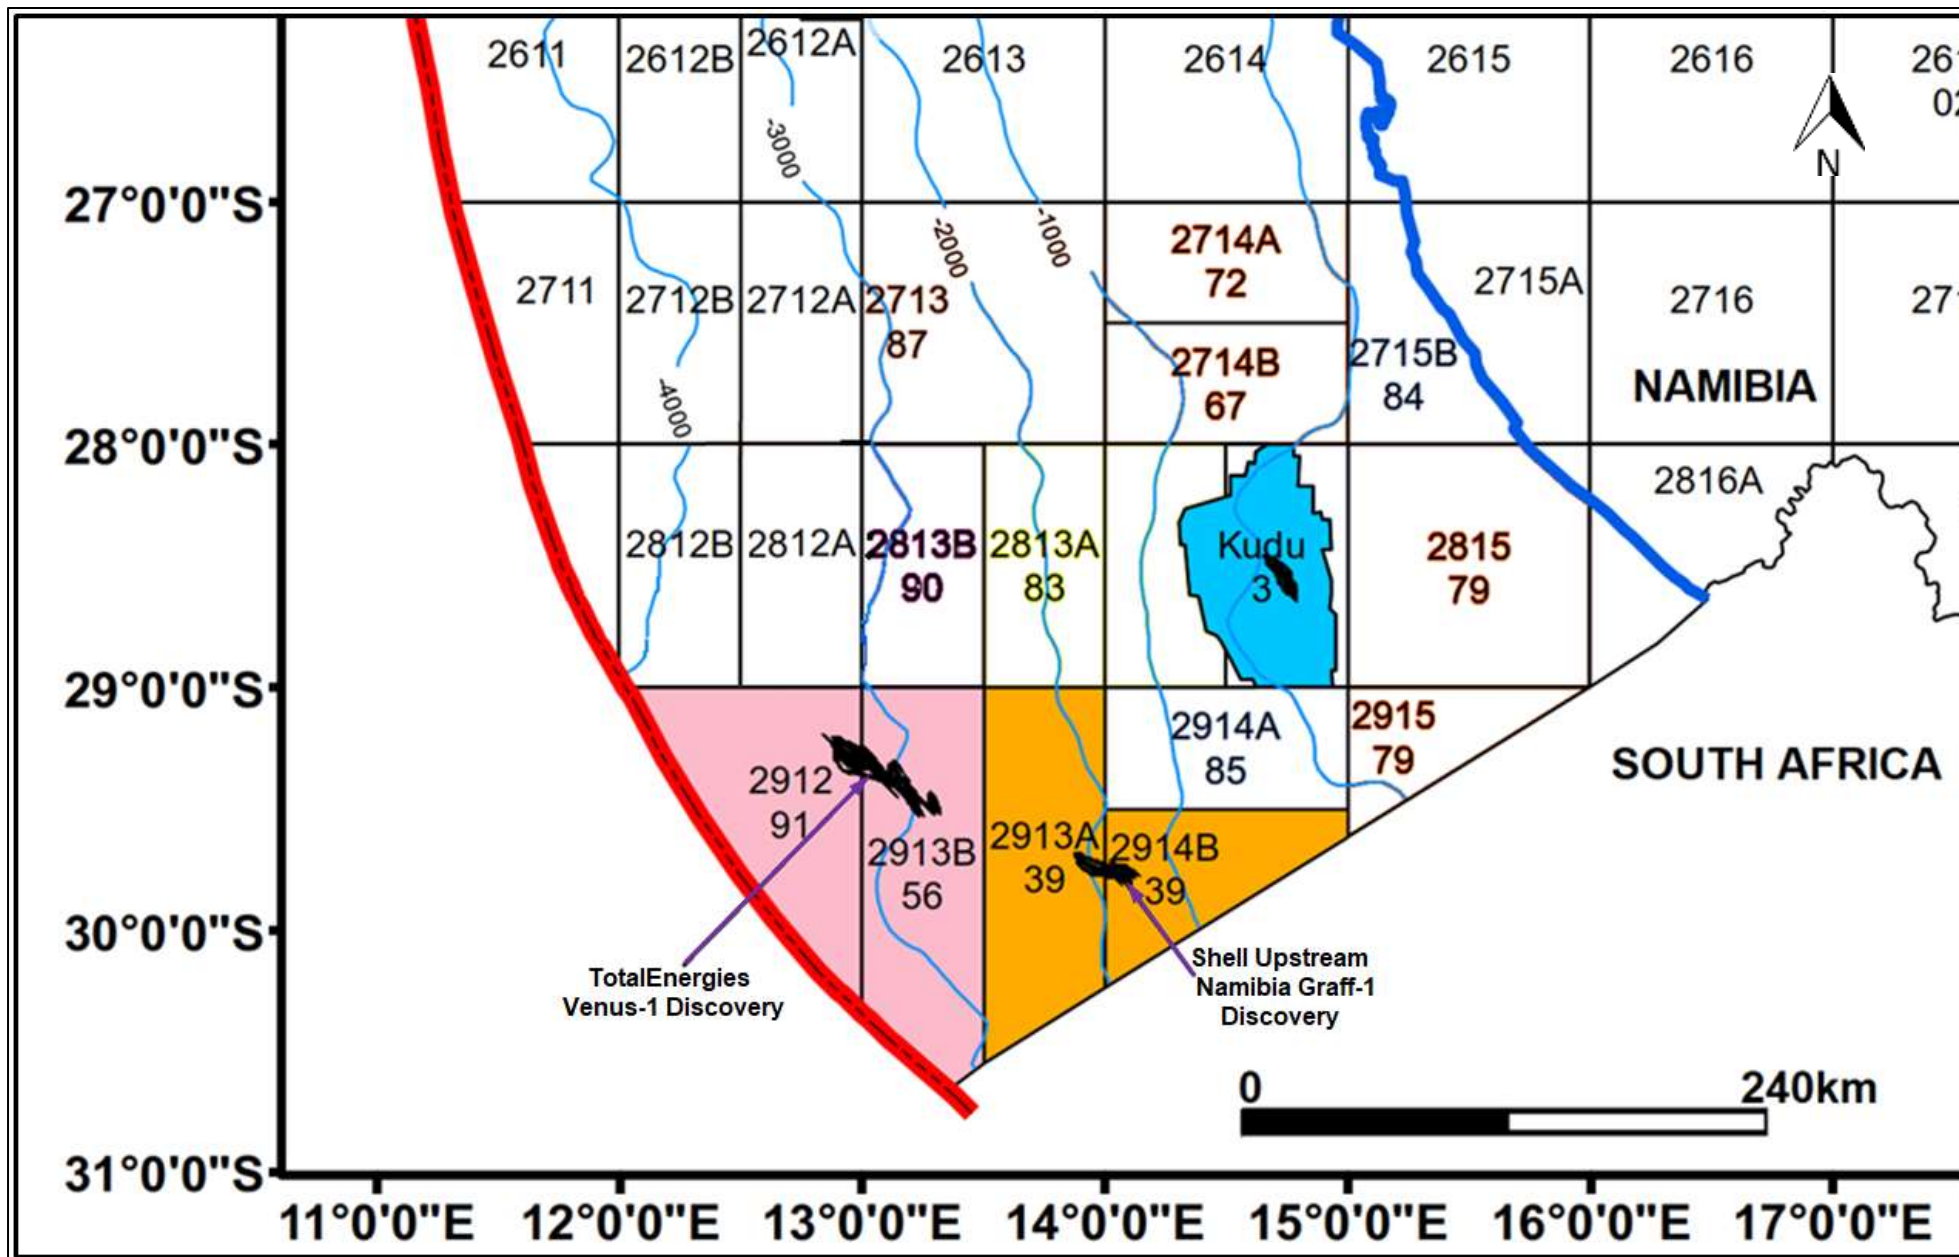 2611
2612B
2612A
2613
2614
2615
2616
N
27°0'0"S
-3000
-2000
-1000
2714A
72
2711
2712B
2712A
2713
87
2715A
2716
2714B
67
2715B
84
-4000
NAMIBIA
28°0'0"S
2816A
2812B
2812A
2813B
90
2813A
83
Kudu
3
2815
79
29°0'0"S
2914A
85
2915
79
SOUTH AFRICA
2912
91
2913B
56
2913A
39
2914B
39
30°0'0"S
TotalEnergies
Venus-1 Discovery
Shell Upstream
Namibia Graff-1
Discovery
0
240km
31°0'0"S
11°0'0"E
12°0'0"E
13°0'0"E
14°0'0"E
15°0'0"E
16°0'0"E
17°0'0"E